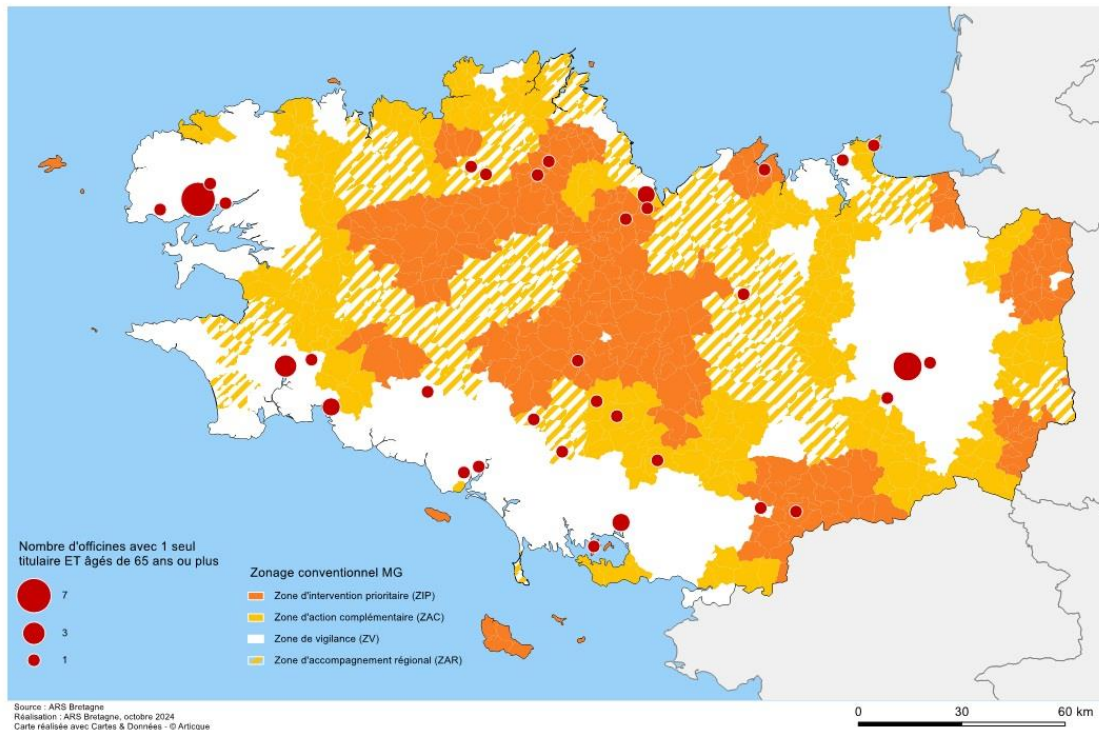 Nombre d'officines avec 1 seul
titulaire ET âgés de 65 ans ou plus
7
3
1
Zonage conventionnel MG
Zone d'intervention prioritaire (ZIP)
Zone d'action complémentaire (ZAC)
Zone de vigilance (ZV)
Zone d'accompagnement régional (ZAR)
Source : ARS Bretagne
Réalisation : ARS Bretagne, octobre 2024
Carte réalisée avec Cartes & Données - © Articque
0 30 60 km